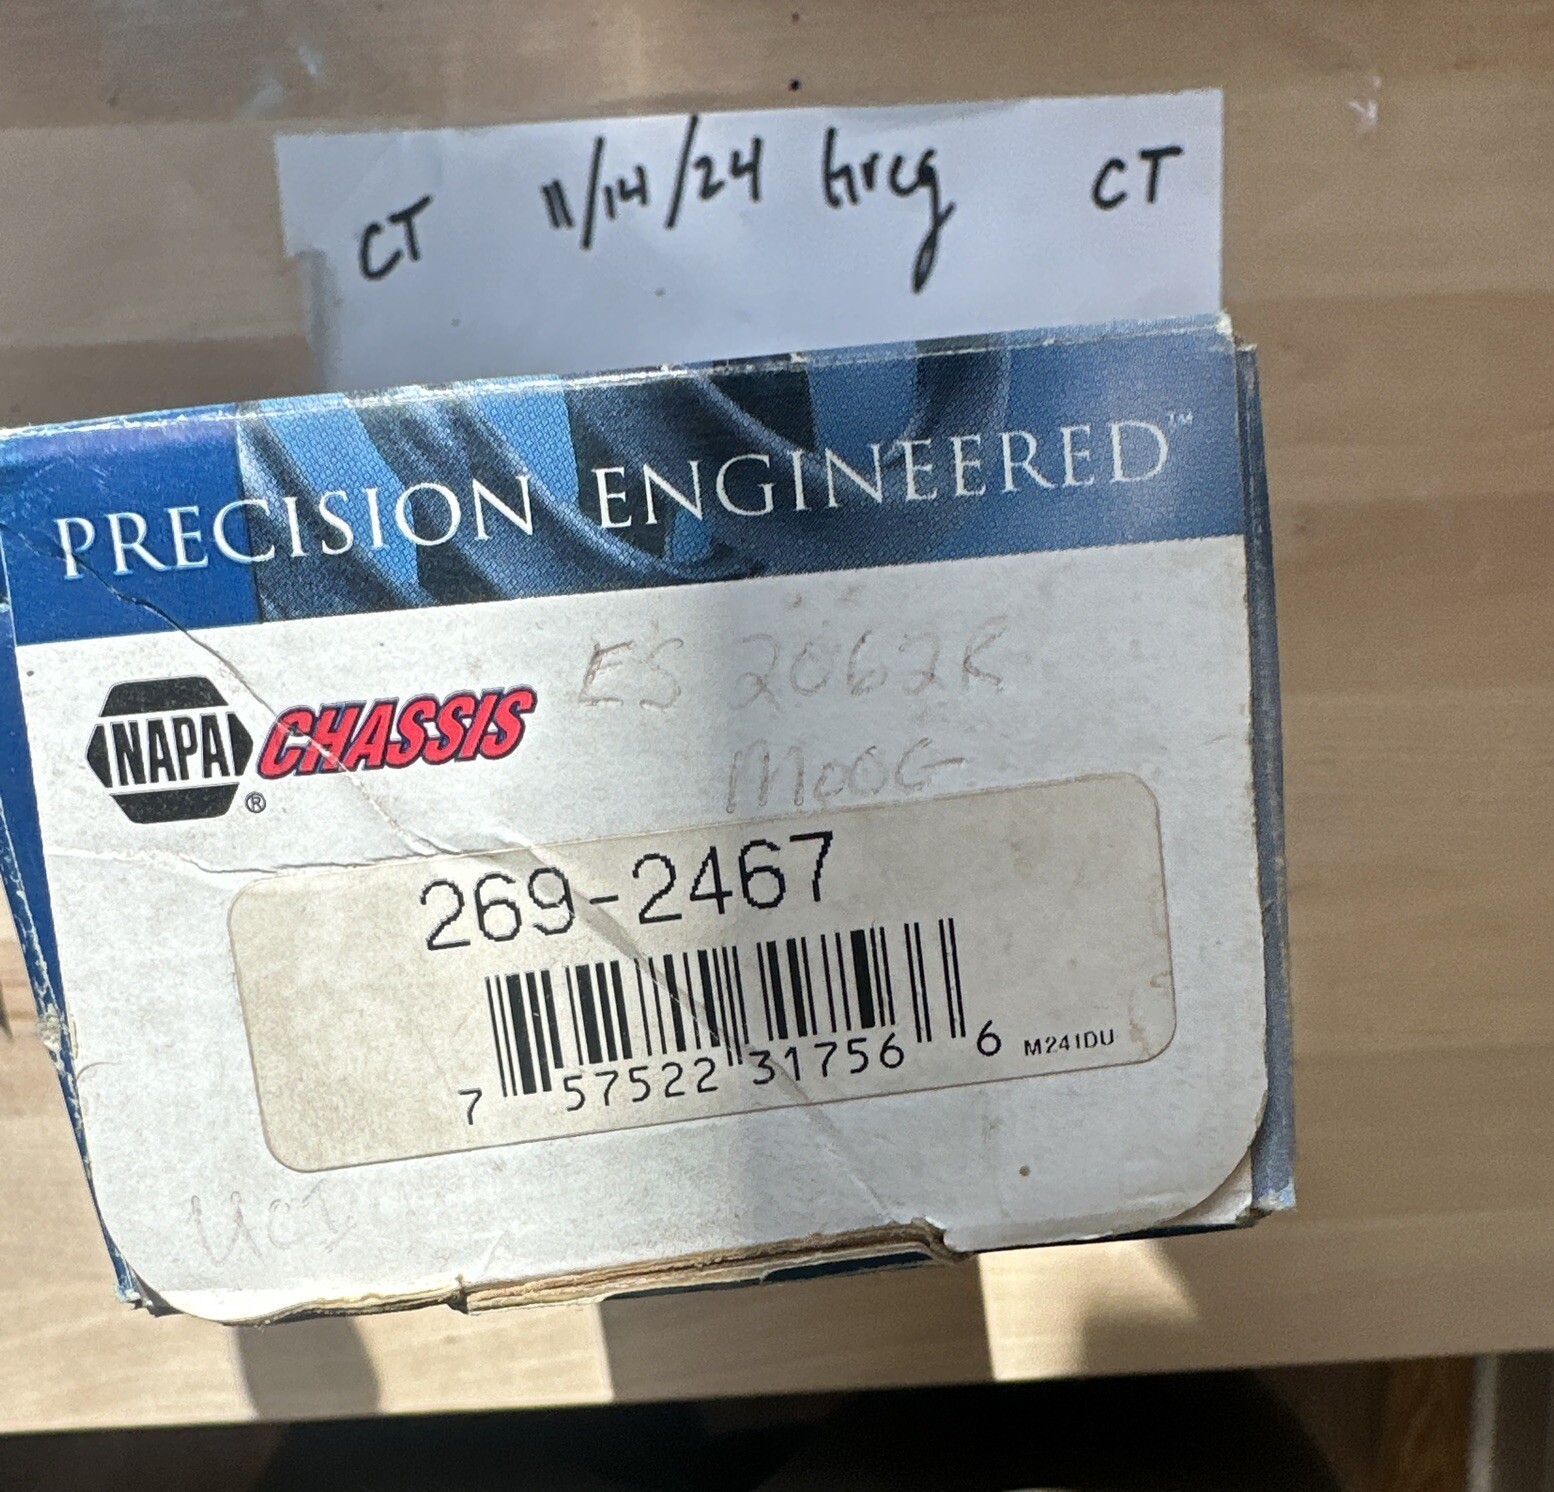 CT 11/14/24 Greg CT
PRECISION ENGINEERED™
NAPA® CHASSIS
ES 2062R
MOOG
269-2467
7 57522 31756 6 M241DU